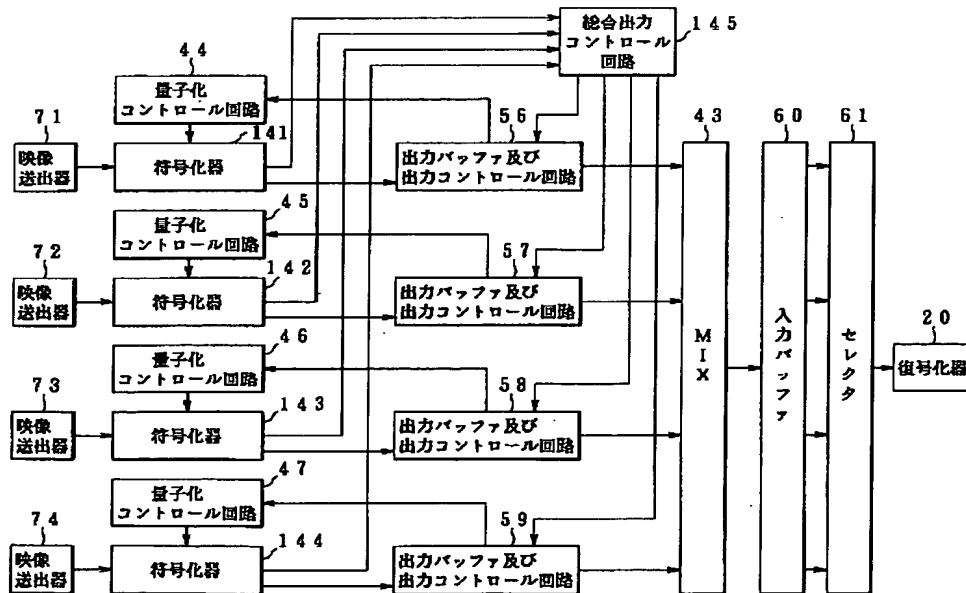 総合出力
コントロール
回路
145
44
量子化
コントロール回路
71
映像
送出器
141
符号化器
56
出力バッファ及び
出力コントロール回路
43
MIX
60
入力バッファ
61
セレクタ
45
量子化
コントロール回路
72
映像
送出器
142
符号化器
57
出力バッファ及び
出力コントロール回路
20
復号化器
46
量子化
コントロール回路
73
映像
送出器
143
符号化器
58
出力バッファ及び
出力コントロール回路
47
量子化
コントロール回路
74
映像
送出器
144
符号化器
59
出力バッファ及び
出力コントロール回路